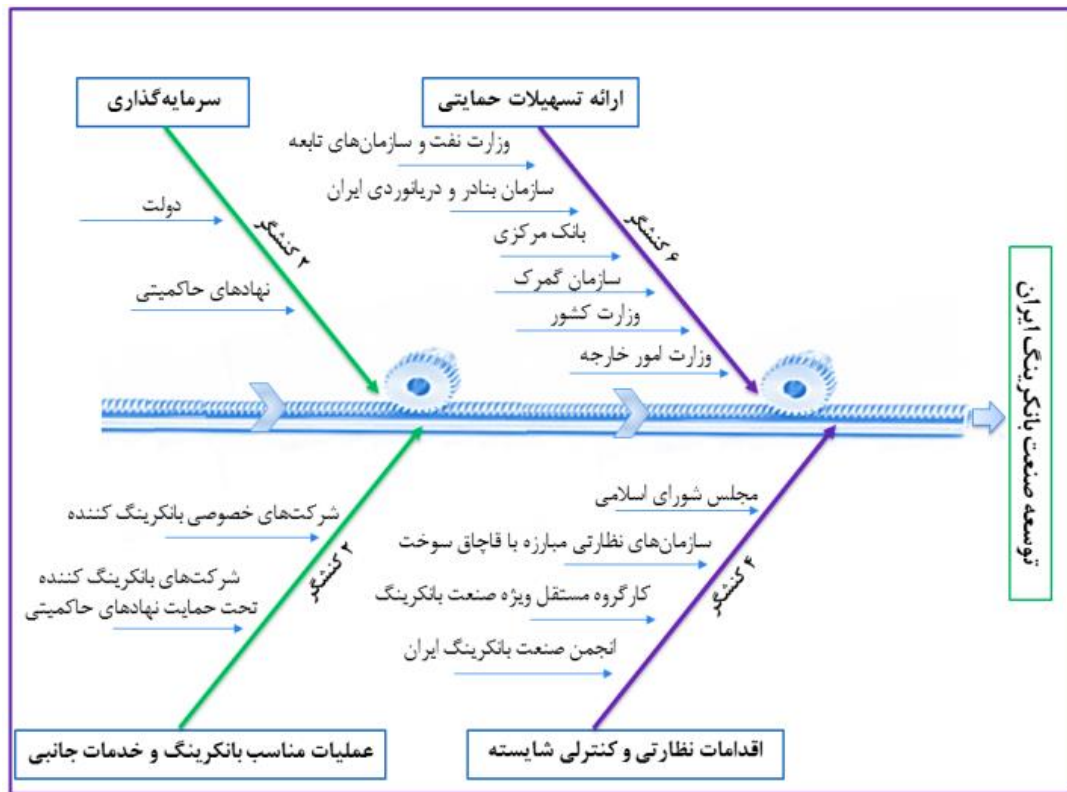 ارائه تسهیلات حمایتی
وزارت نفت و سازمان‌های تابعه
سازمان بنادر و دریانوردی ایران
بانک مرکزی
سازمان گمرک
وزارت کشور
وزارت امور خارجه
۶ کنشگر
سرمایه‌گذاری
دولت
نهادهای حاکمیتی
۲ کنشگر
توسعه صنعت بانکرینگ ایران
مجلس شورای اسلامی
سازمان‌های نظارتی مبارزه با قاچاق سوخت
کارگروه مستقل ویژه صنعت بانکرینگ
انجمن صنعت بانکرینگ ایران
۴ کنشگر
اقدامات نظارتی و کنترلی شایسته
شرکت‌های خصوصی بانکرینگ کننده
شرکت‌های بانکرینگ کننده
تحت حمایت نهادهای حاکمیتی
۲ کنشگر
عملیات مناسب بانکرینگ و خدمات جانبی